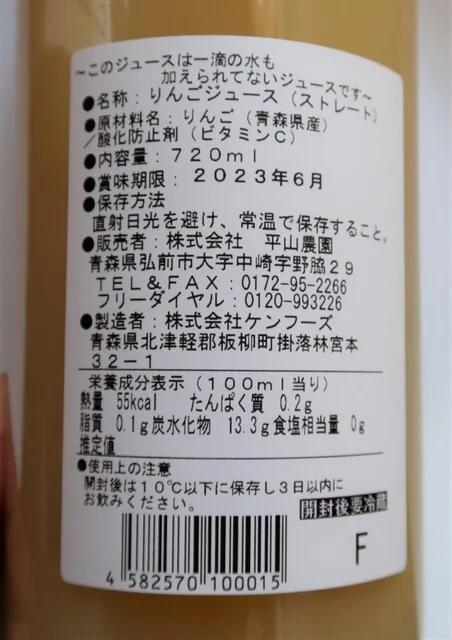 ～このジュースは一滴の水も
加えられてないジュースです～
●名称：りんごジュース（ストレート）
●原材料名：りんご（青森県産）
／酸化防止剤（ビタミンC）
●内容量：720ml
●賞味期限：2023年6月
●保存方法
直射日光を避け、常温で保存すること。
●販売者：株式会社　平山農園
青森県弘前市大字中崎字野脇29
TEL＆FAX：0172-95-2266
フリーダイヤル：0120-993226
●製造者：株式会社ケンフーズ
青森県北津軽郡板柳町掛落林宮本
32-1
栄養成分表示（100ml当り）
熱量　55kcal　たんぱく質　0.2g
脂質　0.1g炭水化物　13.3g食塩相当量　0g
推定値
●使用上の注意
開封後は10℃以下に保存し3日以内に
お飲みください。
開封後要冷蔵
F
4 582570 100015